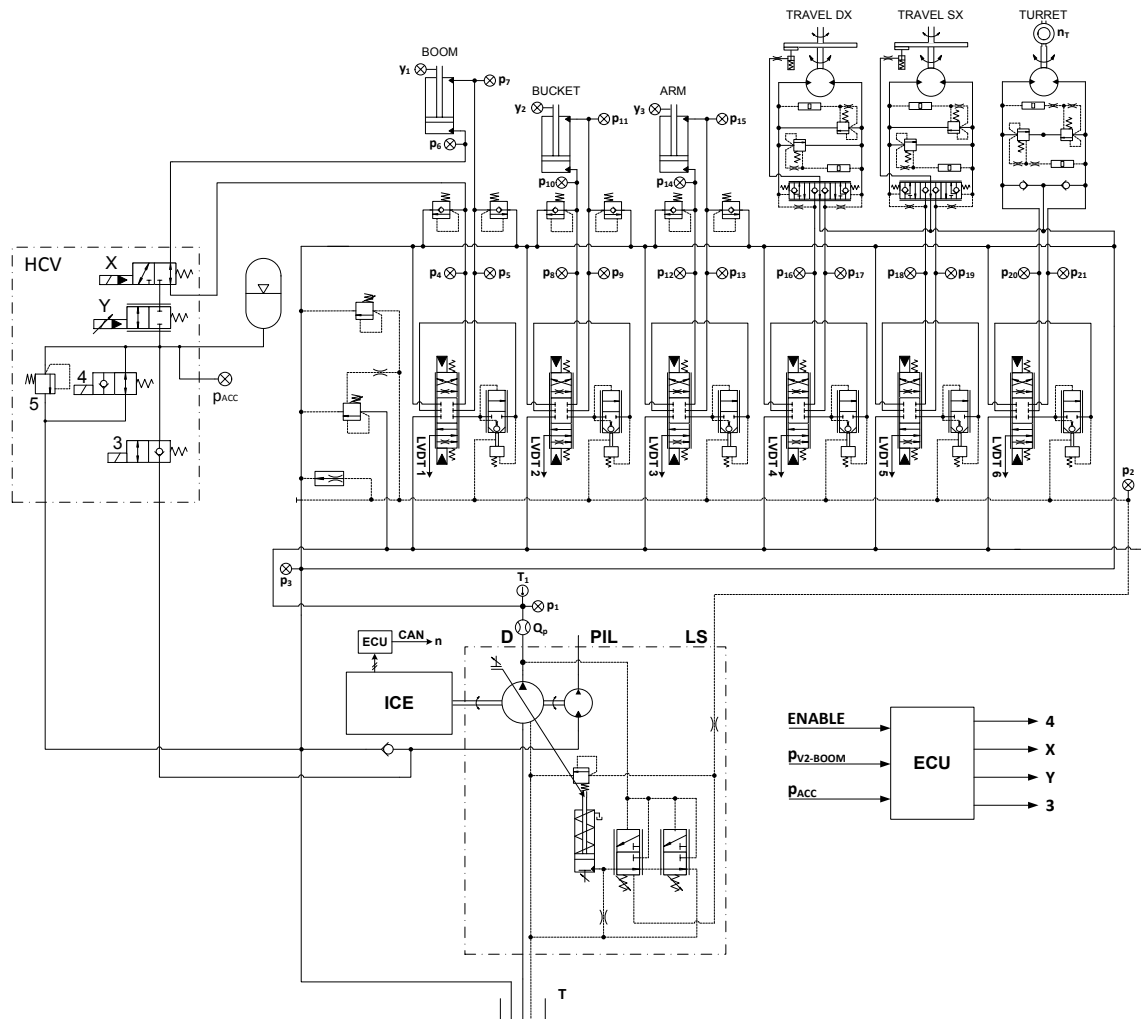 TRAVEL DX
TRAVEL SX
TURRET
nT
BOOM
y1
p7
BUCKET
y2
p11
ARM
y3
p15
p6
p10
p14
HCV
X
Y
4
5
3
pACC
p4
p5
p8
p9
p12
p13
p16
p17
p18
p19
p20
p21
LVDT 1
LVDT 2
LVDT 3
LVDT 4
LVDT 5
LVDT 6
p2
p3
T1
p1
Qp
D
PIL
LS
ECU
CAN
n
ICE
ENABLE
pV2-BOOM
pACC
ECU
4
X
Y
3
T